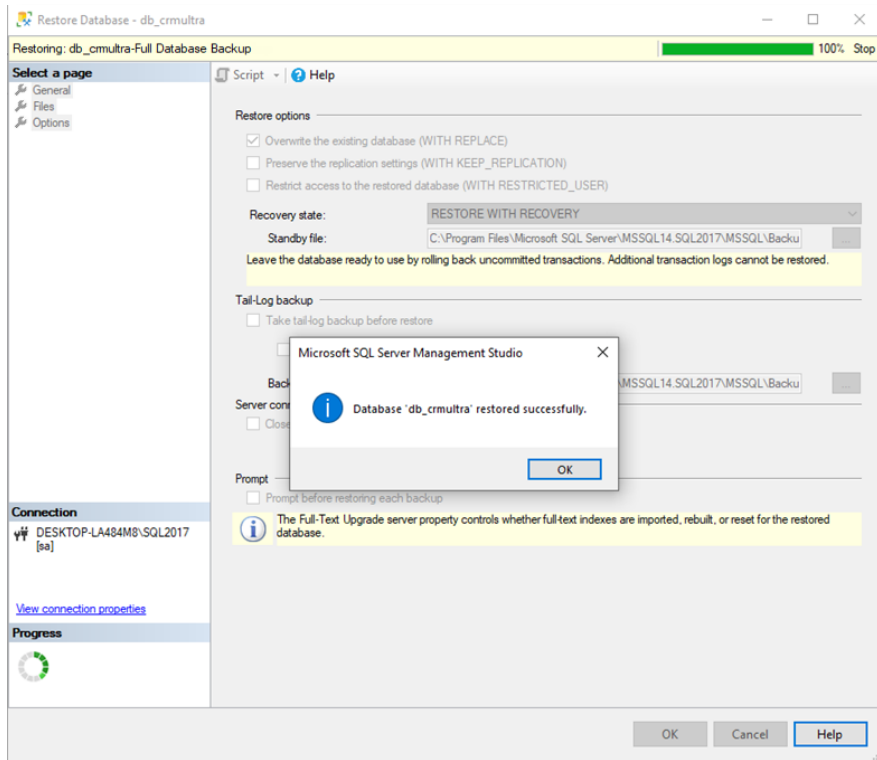 Restore Database - db_crmultra
Restoring: db_crmultra-Full Database Backup
100% Stop
Select a page
General
Files
Options
Script
Help
Restore options
Overwrite the existing database (WITH REPLACE)
Preserve the replication settings (WITH KEEP_REPLICATION)
Restrict access to the restored database (WITH RESTRICTED_USER)
Recovery state: RESTORE WITH RECOVERY
Standby file: C:\Program Files\Microsoft SQL Server\MSSQL14.SQL2017\MSSQL\Backu ...
Leave the database ready to use by rolling back uncommitted transactions. Additional transaction logs cannot be restored.
Tail-Log backup
Take tail-log backup before restore
Back \MSSQL14.SQL2017\MSSQL\Backu ...
Server conn
Close
Microsoft SQL Server Management Studio
Database 'db_crmultra' restored successfully.
OK
Prompt
Prompt before restoring each backup
The Full-Text Upgrade server property controls whether full-text indexes are imported, rebuilt, or reset for the restored
database.
Connection
DESKTOP-LA484M8\SQL2017
[sa]
View connection properties
Progress
OK Cancel Help